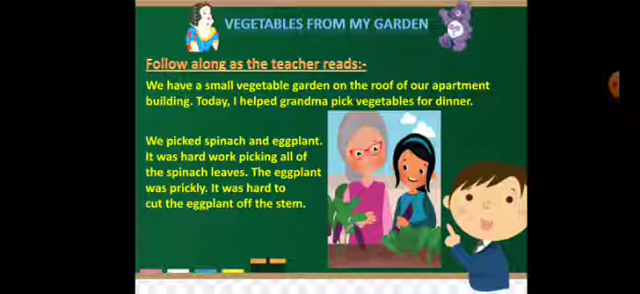 VEGETABLES FROM MY GARDEN
Follow along as the teacher reads:-
We have a small vegetable garden on the roof of our apartment
building. Today, I helped grandma pick vegetables for dinner.
We picked spinach and eggplant.
It was hard work picking all of
the spinach leaves. The eggplant
was prickly. It was hard to
cut the eggplant off the stem.